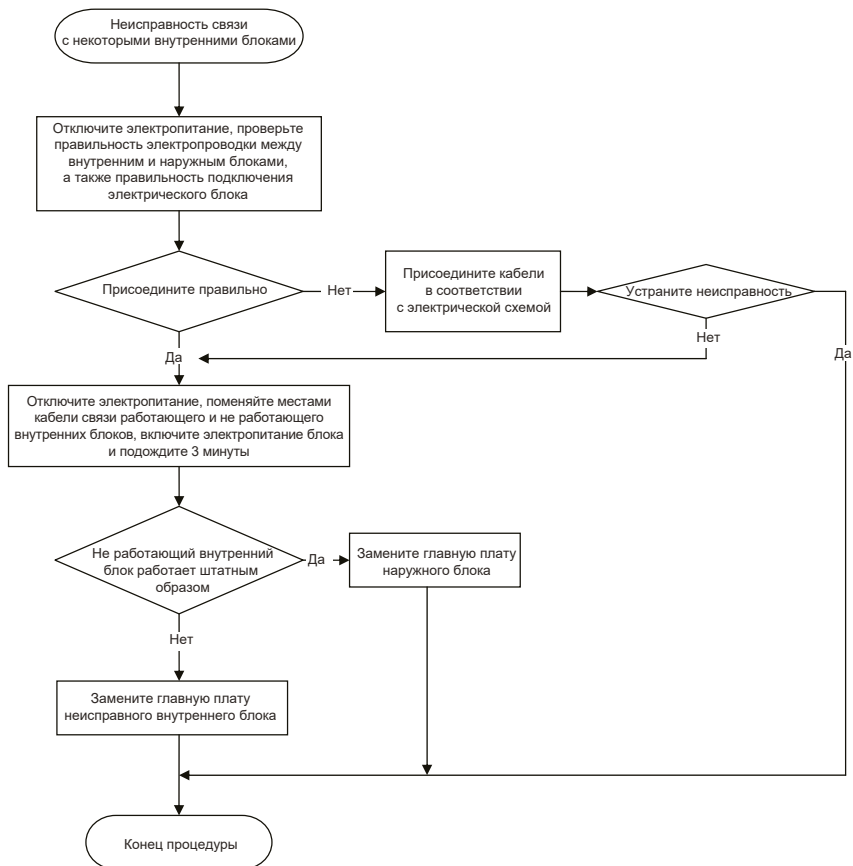 Неисправность связи
с некоторыми внутренними блоками
Отключите электропитание, проверьте
правильность электропроводки между
внутренним и наружным блоками,
а также правильность подключения
электрического блока
Присоедините правильно
Нет
Присоедините кабели
в соответствии
с электрической схемой
Устраните неисправность
Нет
Да
Да
Отключите электропитание, поменяйте местами
кабели связи работающего и не работающего
внутренних блоков, включите электропитание блока
и подождите 3 минуты
Не работающий внутренний
блок работает штатным
образом
Да
Замените главную плату
наружного блока
Нет
Замените главную плату
неисправного внутреннего блока
Конец процедуры